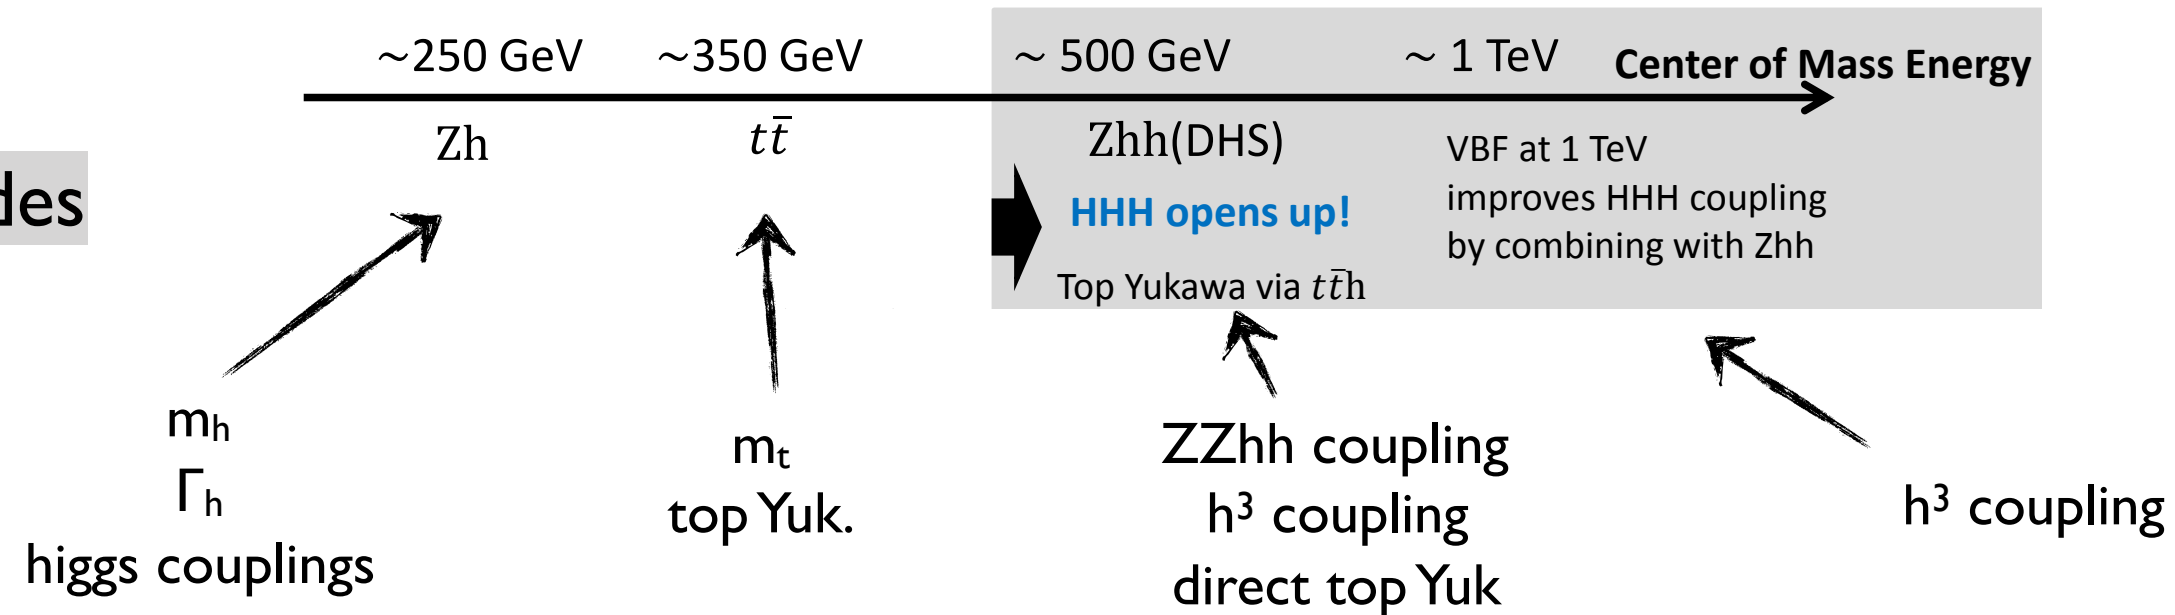 ~250 GeV ~350 GeV ~ 500 GeV ~ 1 TeV Center of Mass Energy
Zh tt̄ Zhh(DHS) VBF at 1 TeV
improves HHH coupling
by combining with Zhh
HHH opens up!
Top Yukawa via tt̄h
des
mh
Γh
higgs couplings
mt
top Yuk.
ZZhh coupling
h³ coupling
direct top Yuk
h³ coupling